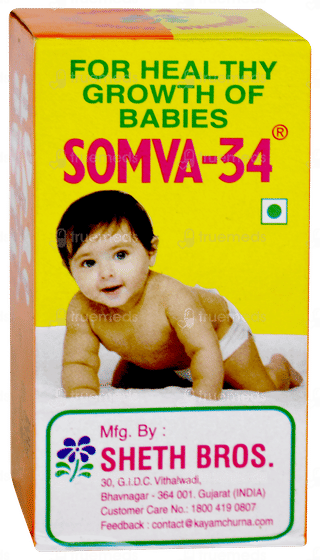 FOR HEALTHY
GROWTH OF
BABIES
SOMVA-34®
Mfg. By :
SHETH BROS.
30, G.I.D.C. Vithalwadi,
Bhavnagar - 364 001. Gujarat (INDIA)
Customer Care No.: 1800 419 0807
Feedback : contact@kayamchurna.com
truemeds